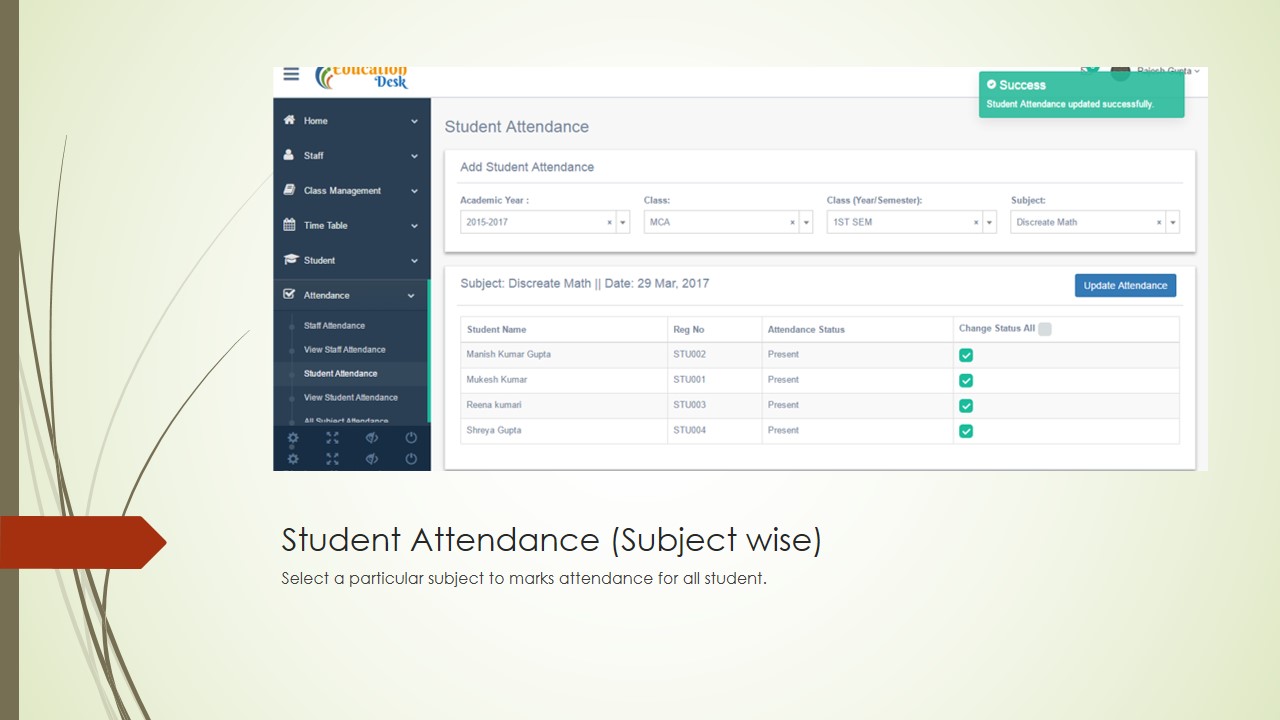 Education
Desk
Rajesh Gupta
Success
Student Attendance updated successfully.
Home
Staff
Class Management
Time Table
Student
Attendance
Staff Attendance
View Staff Attendance
Student Attendance
View Student Attendance
All Subject Attendance
Student Attendance
Add Student Attendance
Academic Year : Class: Class (Year/Semester): Subject:
2015-2017 × MCA × 1ST SEM × Discreate Math ×
Subject: Discreate Math || Date: 29 Mar, 2017 Update Attendance
Student Name Reg No Attendance Status Change Status All
Manish Kumar Gupta STU002 Present
Mukesh Kumar STU001 Present
Reena kumari STU003 Present
Shreya Gupta STU004 Present
Student Attendance (Subject wise)
Select a particular subject to marks attendance for all student.